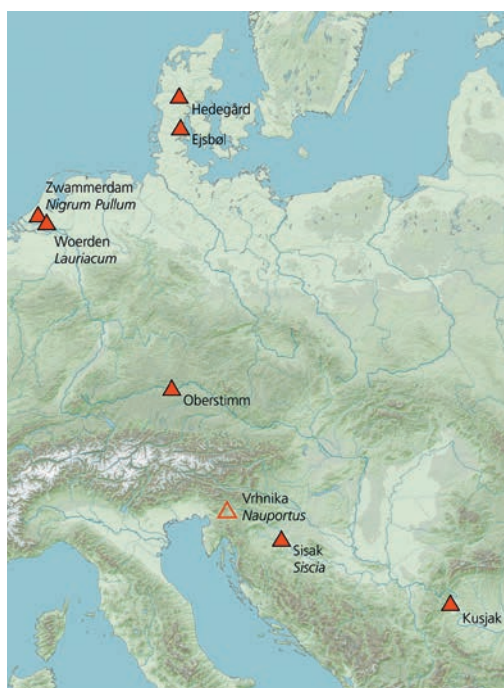 Hedegård
Ejsbøl
Zwammerdam
Nigrum Pullum
Woerden
Lauriacum
Oberstimm
Vrhnika
Nauportus
Sisak
Siscia
Kusjak